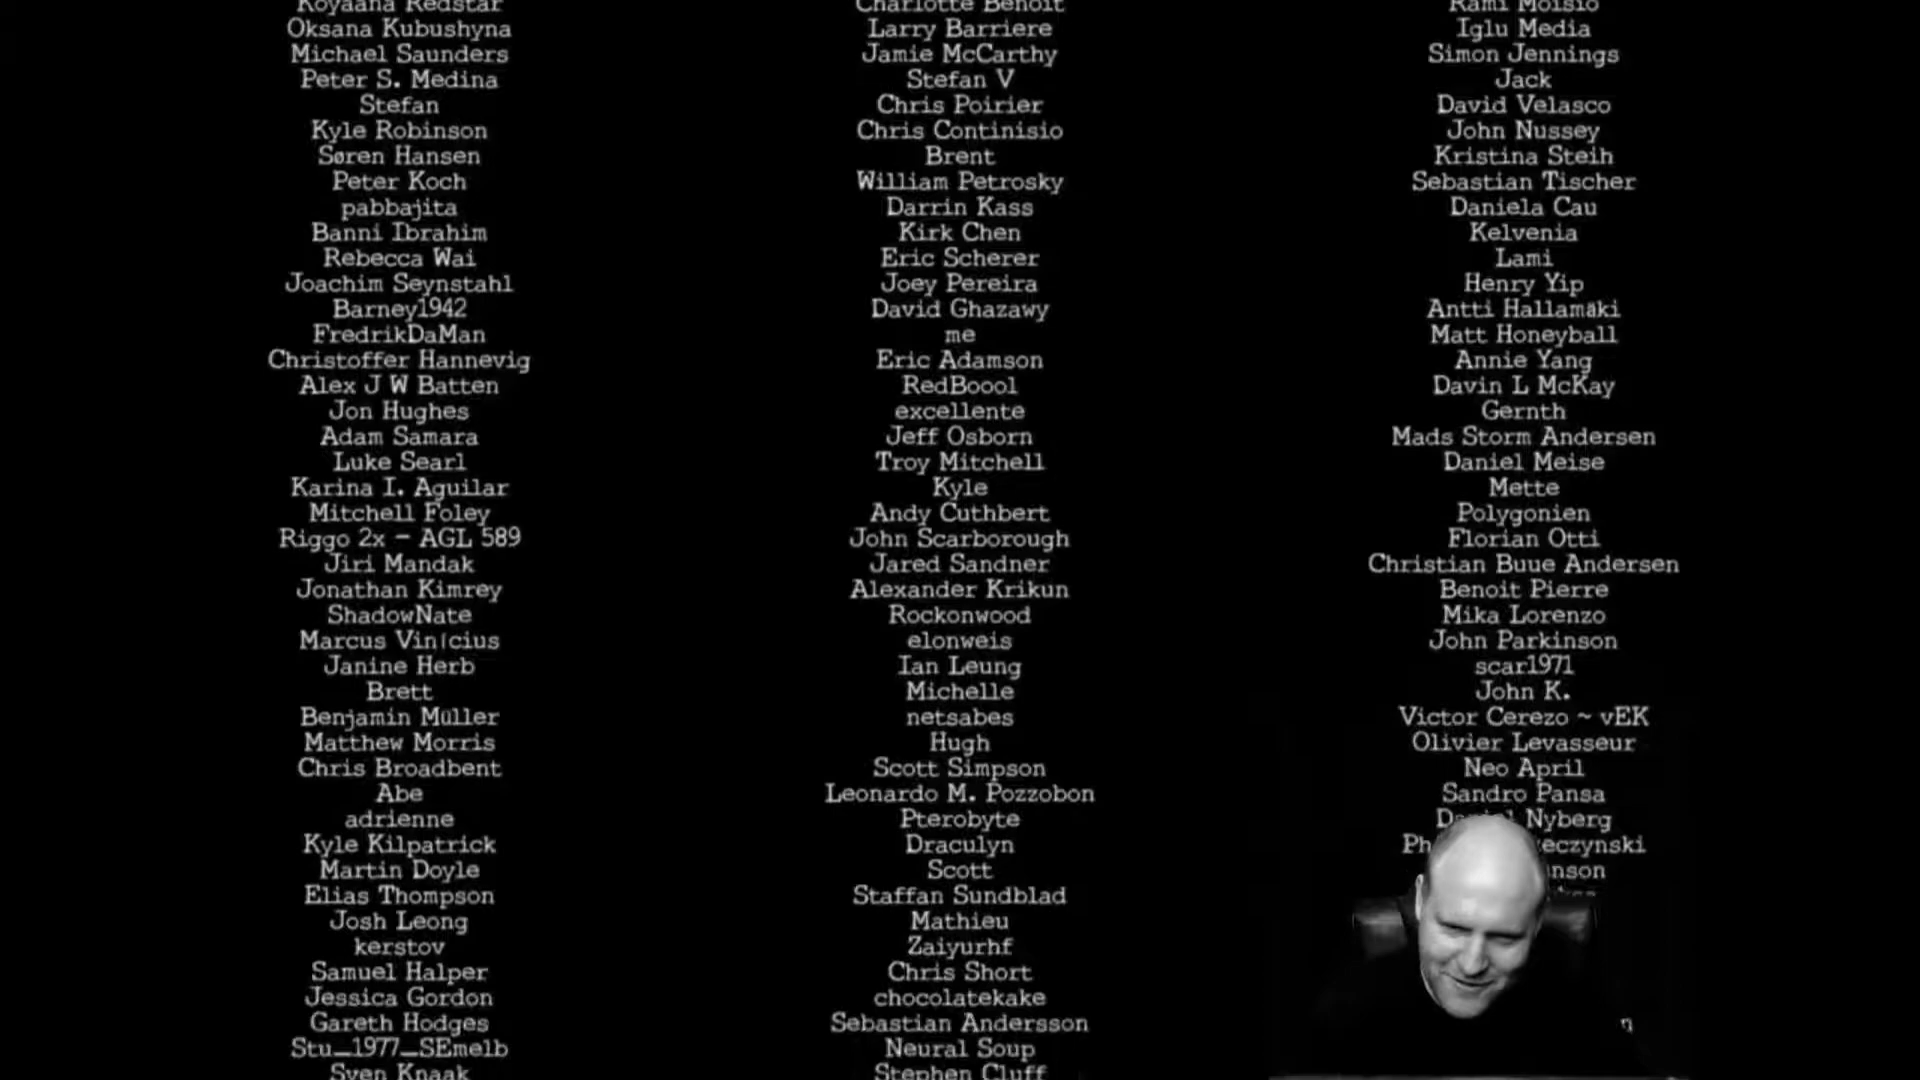 Koyaana Redstar
Oksana Kubushyna
Michael Saunders
Peter S. Medina
Stefan
Kyle Robinson
Søren Hansen
Peter Koch
pabbajita
Banni Ibrahim
Rebecca Wai
Joachim Seynstahl
Barney1942
FredrikDaMan
Christoffer Hannevig
Alex J W Batten
Jon Hughes
Adam Samara
Luke Searl
Karina I. Aguilar
Mitchell Foley
Riggo 2x - AGL 589
Jiri Mandak
Jonathan Kimrey
ShadowNate
Marcus Vinícius
Janine Herb
Brett
Benjamin Müller
Matthew Morris
Chris Broadbent
Abe
adrienne
Kyle Kilpatrick
Martin Doyle
Elias Thompson
Josh Leong
kerstov
Samuel Halper
Jessica Gordon
Gareth Hodges
Stu_1977_SEmelb
Sven Knaak
Charlotte Benoit
Larry Barriere
Jamie McCarthy
Stefan V
Chris Poirier
Chris Continisio
Brent
William Petrosky
Darrin Kass
Kirk Chen
Eric Scherer
Joey Pereira
David Ghazawy
me
Eric Adamson
RedBoool
excellente
Jeff Osborn
Troy Mitchell
Kyle
Andy Cuthbert
John Scarborough
Jared Sandner
Alexander Krikun
Rockonwood
elonweis
Ian Leung
Michelle
netsabes
Hugh
Scott Simpson
Leonardo M. Pozzobon
Pterobyte
Draculyn
Scott
Staffan Sundblad
Mathieu
Zaiyurhf
Chris Short
chocolatekake
Sebastian Andersson
Neural Soup
Stephen Cluff
Rami Moisio
Iglu Media
Simon Jennings
Jack
David Velasco
John Nussey
Kristina Steih
Sebastian Tischer
Daniela Cau
Kelvenia
Lami
Henry Yip
Antti Hallamäki
Matt Honeyball
Annie Yang
Davin L McKay
Gernth
Mads Storm Andersen
Daniel Meise
Mette
Polygonien
Florian Otti
Christian Buue Andersen
Benoit Pierre
Mika Lorenzo
John Parkinson
scar1971
John K.
Victor Cerezo ~ vEK
Olivier Levasseur
Neo April
Sandro Pansa
Nyberg